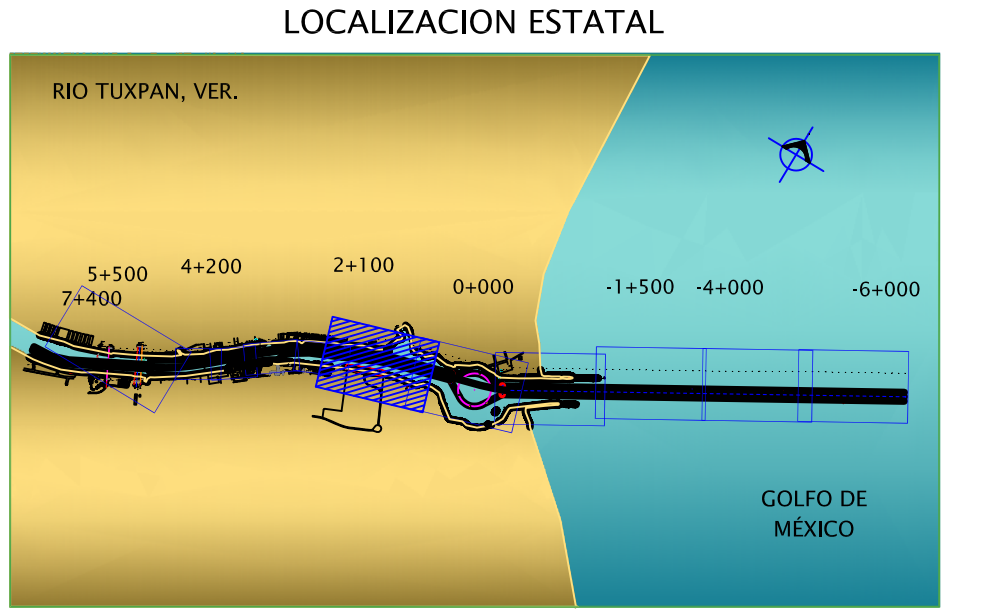 LOCALIZACION ESTATAL
RIO TUXPAN, VER.
5+500
4+200
2+100
0+000
-1+500
-4+000
-6+000
7+400
GOLFO DE
MÉXICO